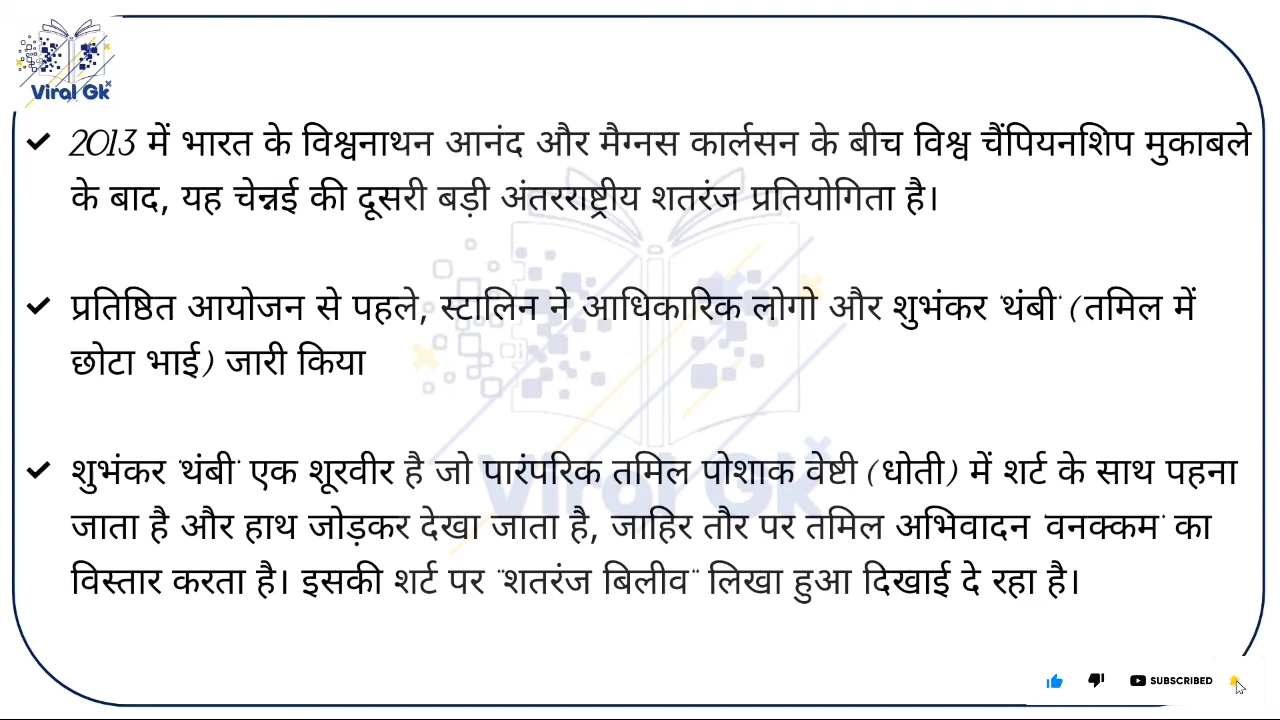 Viral Gk
2013 में भारत के विश्वनाथन आनंद और मैग्नस कार्लसन के बीच विश्व चैंपियनशिप मुकाबले
के बाद, यह चेन्नई की दूसरी बड़ी अंतरराष्ट्रीय शतरंज प्रतियोगिता है।
प्रतिष्ठित आयोजन से पहले, स्टालिन ने आधिकारिक लोगो और शुभंकर 'थंबी' (तमिल में
छोटा भाई) जारी किया
शुभंकर 'थंबी' एक शूरवीर है जो पारंपरिक तमिल पोशाक वेष्टी (धोती) में शर्ट के साथ पहना
जाता है और हाथ जोड़कर देखा जाता है, जाहिर तौर पर तमिल अभिवादन 'वनक्कम' का
विस्तार करता है। इसकी शर्ट पर "शतरंज बिलीव" लिखा हुआ दिखाई दे रहा है।
Viral Gk
SUBSCRIBED